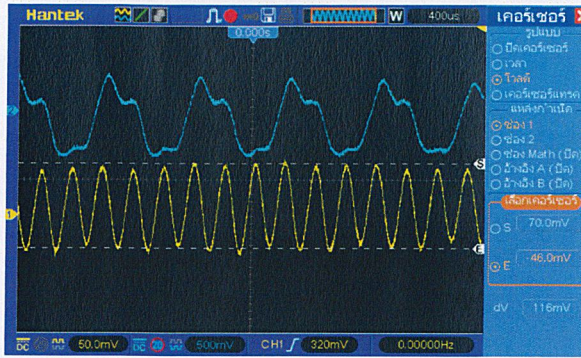 Hantek
W
400us
เคอร์เซอร์
0.000s
รูปแบบ
ปิดเคอร์เซอร์
เวลา
โวลต์
เคอร์เซอร์แทรค
แหล่งกำเนิด
ช่อง 1
ช่อง 2
ช่อง Math (ปิด)
อ้างอิง A (ปิด)
อ้างอิง B (ปิด)
เลือกเคอร์เซอร์
S 70.0mV
E -46.0mV
dV 116mV
2
S
1
E
DC 50.0mV DC 20 500mV CH1 320mV 0.00000Hz